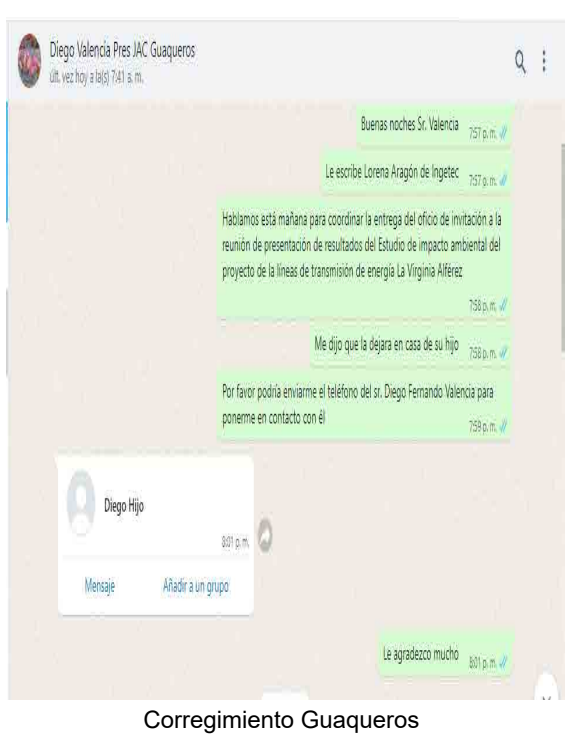 Diego Valencia Pres JAC Guaqueros
últ. vez hoy a la(s) 7:41 a. m.
Buenas noches Sr. Valencia
7:57 p. m.
Le escribe Lorena Aragón de Ingetec
7:57 p. m.
Hablamos está mañana para coordinar la entrega del oficio de invitación a la
reunión de presentación de resultados del Estudio de impacto ambiental del
proyecto de la líneas de transmisión de energía La Virginia Alférez
7:58 p. m.
Me dijo que la dejara en casa de su hijo
7:58 p. m.
Por favor podría enviarme el teléfono del sr. Diego Fernando Valencia para
ponerme en contacto con él
7:59 p. m.
Diego Hijo
8:01 p. m.
Mensaje Añadir a un grupo
Le agradezco mucho
8:01 p. m.
Corregimiento Guaqueros